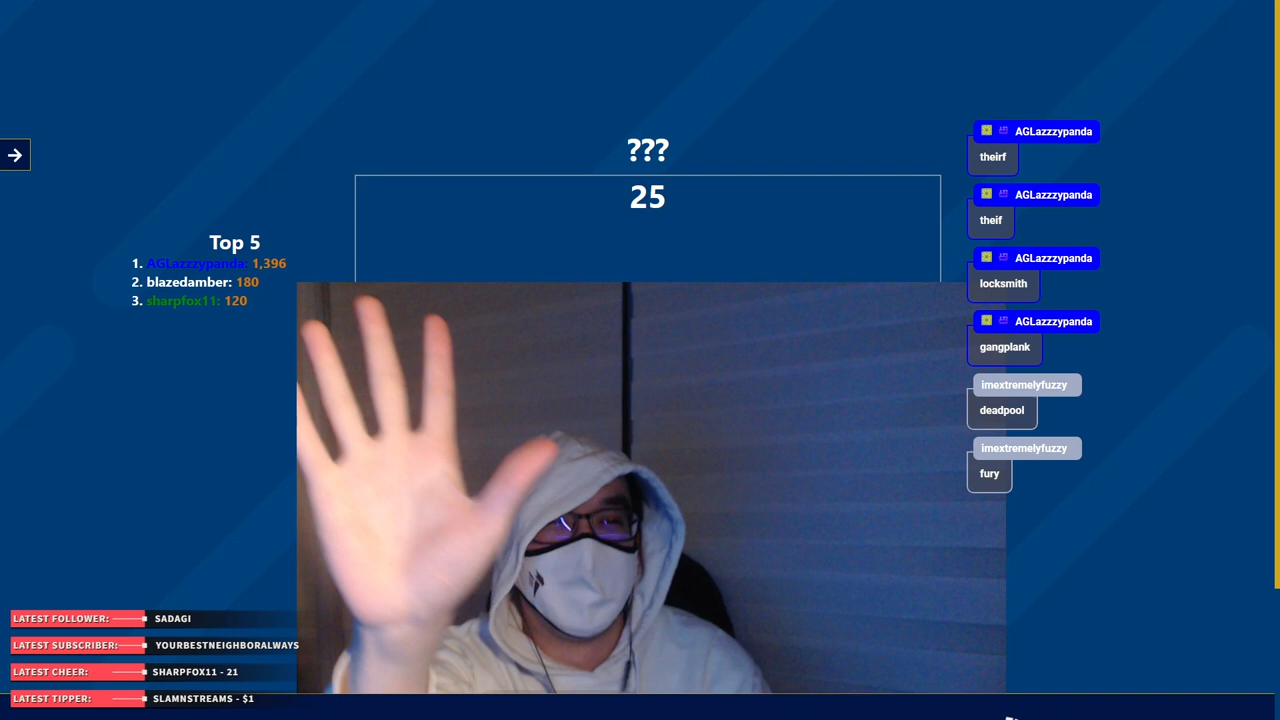 ???
25
Top 5
1. AGLazzzypanda: 1,396
2. blazedamber: 180
3. sharpfox11: 120
AGLazzzypanda
theirf
AGLazzzypanda
theif
AGLazzzypanda
locksmith
AGLazzzypanda
gangplank
imextremelyfuzzy
deadpool
imextremelyfuzzy
fury
LATEST FOLLOWER: SADAGI
LATEST SUBSCRIBER: YOURBESTNEIGHBORALWAYS
LATEST CHEER: SHARPFOX11 - 21
LATEST TIPPER: SLAMNSTREAMS - $1